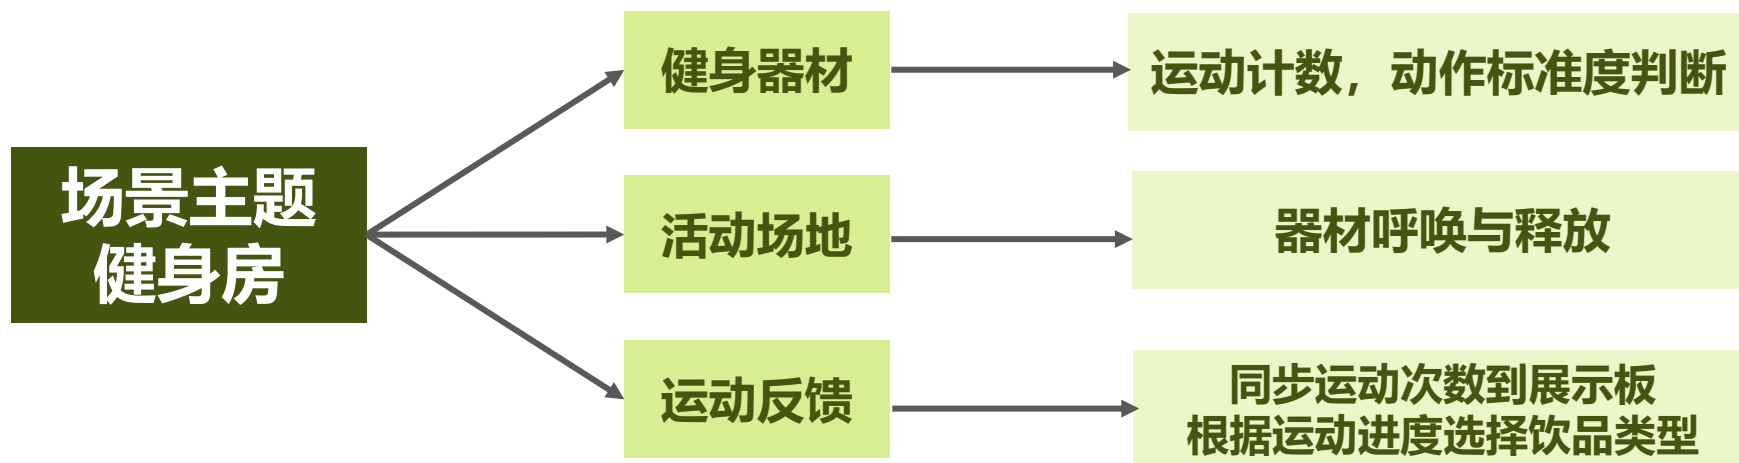 场景主题
健身房
健身器材
运动计数，动作标准度判断
活动场地
器材呼唤与释放
运动反馈
同步运动次数到展示板
根据运动进度选择饮品类型